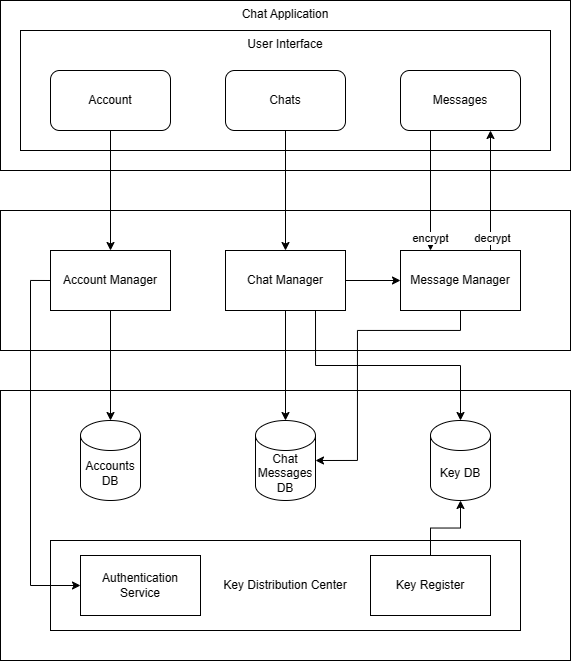 Chat Application
User Interface
Account
Chats
Messages
encrypt
decrypt
Account Manager
Chat Manager
Message Manager
Accounts
DB
Chat
Messages
DB
Key DB
Authentication
Service
Key Distribution Center
Key Register